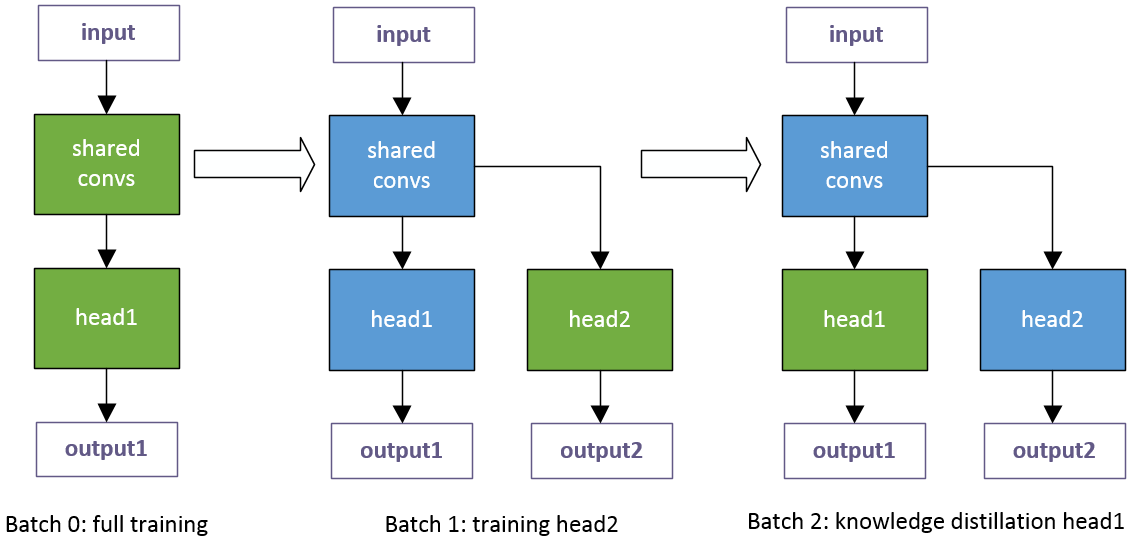 input
shared
convs
head1
output1
Batch 0: full training
input
shared
convs
head1
head2
output1
output2
Batch 1: training head2
input
shared
convs
head1
head2
output1
output2
Batch 2: knowledge distillation head1